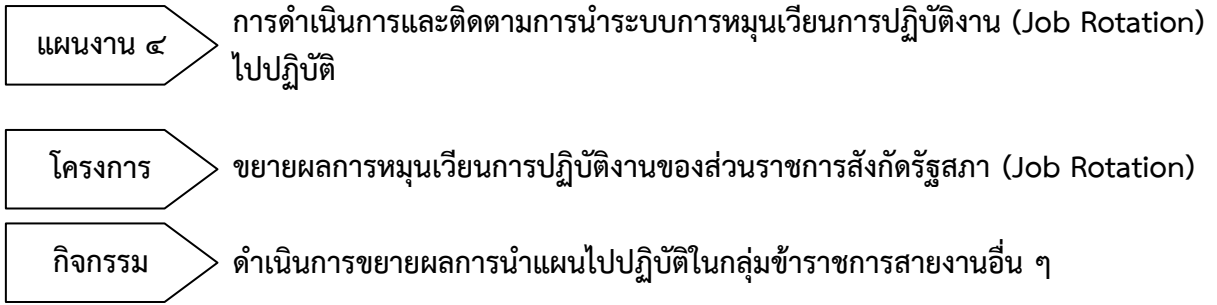 แผนงาน ๔
การดำเนินการและติดตามการนำระบบการหมุนเวียนการปฏิบัติงาน (Job Rotation)
ไปปฏิบัติ
โครงการ
ขยายผลการหมุนเวียนการปฏิบัติงานของส่วนราชการสังกัดรัฐสภา (Job Rotation)
กิจกรรม
ดำเนินการขยายผลการนำแผนไปปฏิบัติในกลุ่มข้าราชการสายงานอื่น ๆ